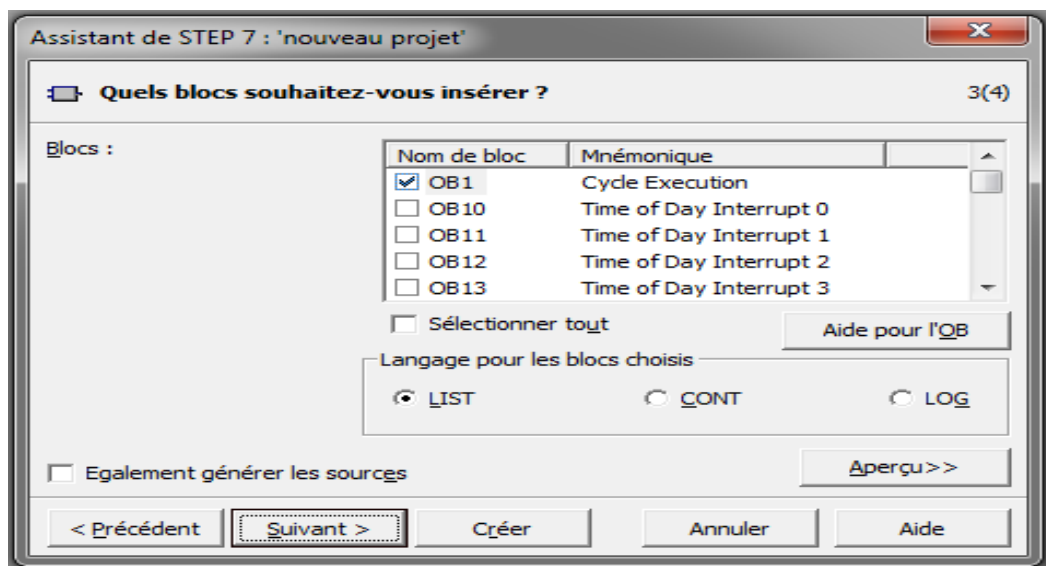 Assistant de STEP 7 : 'nouveau projet'
Quels blocs souhaitez-vous insérer ? 3(4)
Blocs :
Nom de bloc Mnémonique
OB1 Cycle Execution
OB10 Time of Day Interrupt 0
OB11 Time of Day Interrupt 1
OB12 Time of Day Interrupt 2
OB13 Time of Day Interrupt 3
Sélectionner tout Aide pour l'OB
Langage pour les blocs choisis
LIST CONT LOG
Egalement générer les sources Aperçu>>
< Précédent Suivant > Créer Annuler Aide